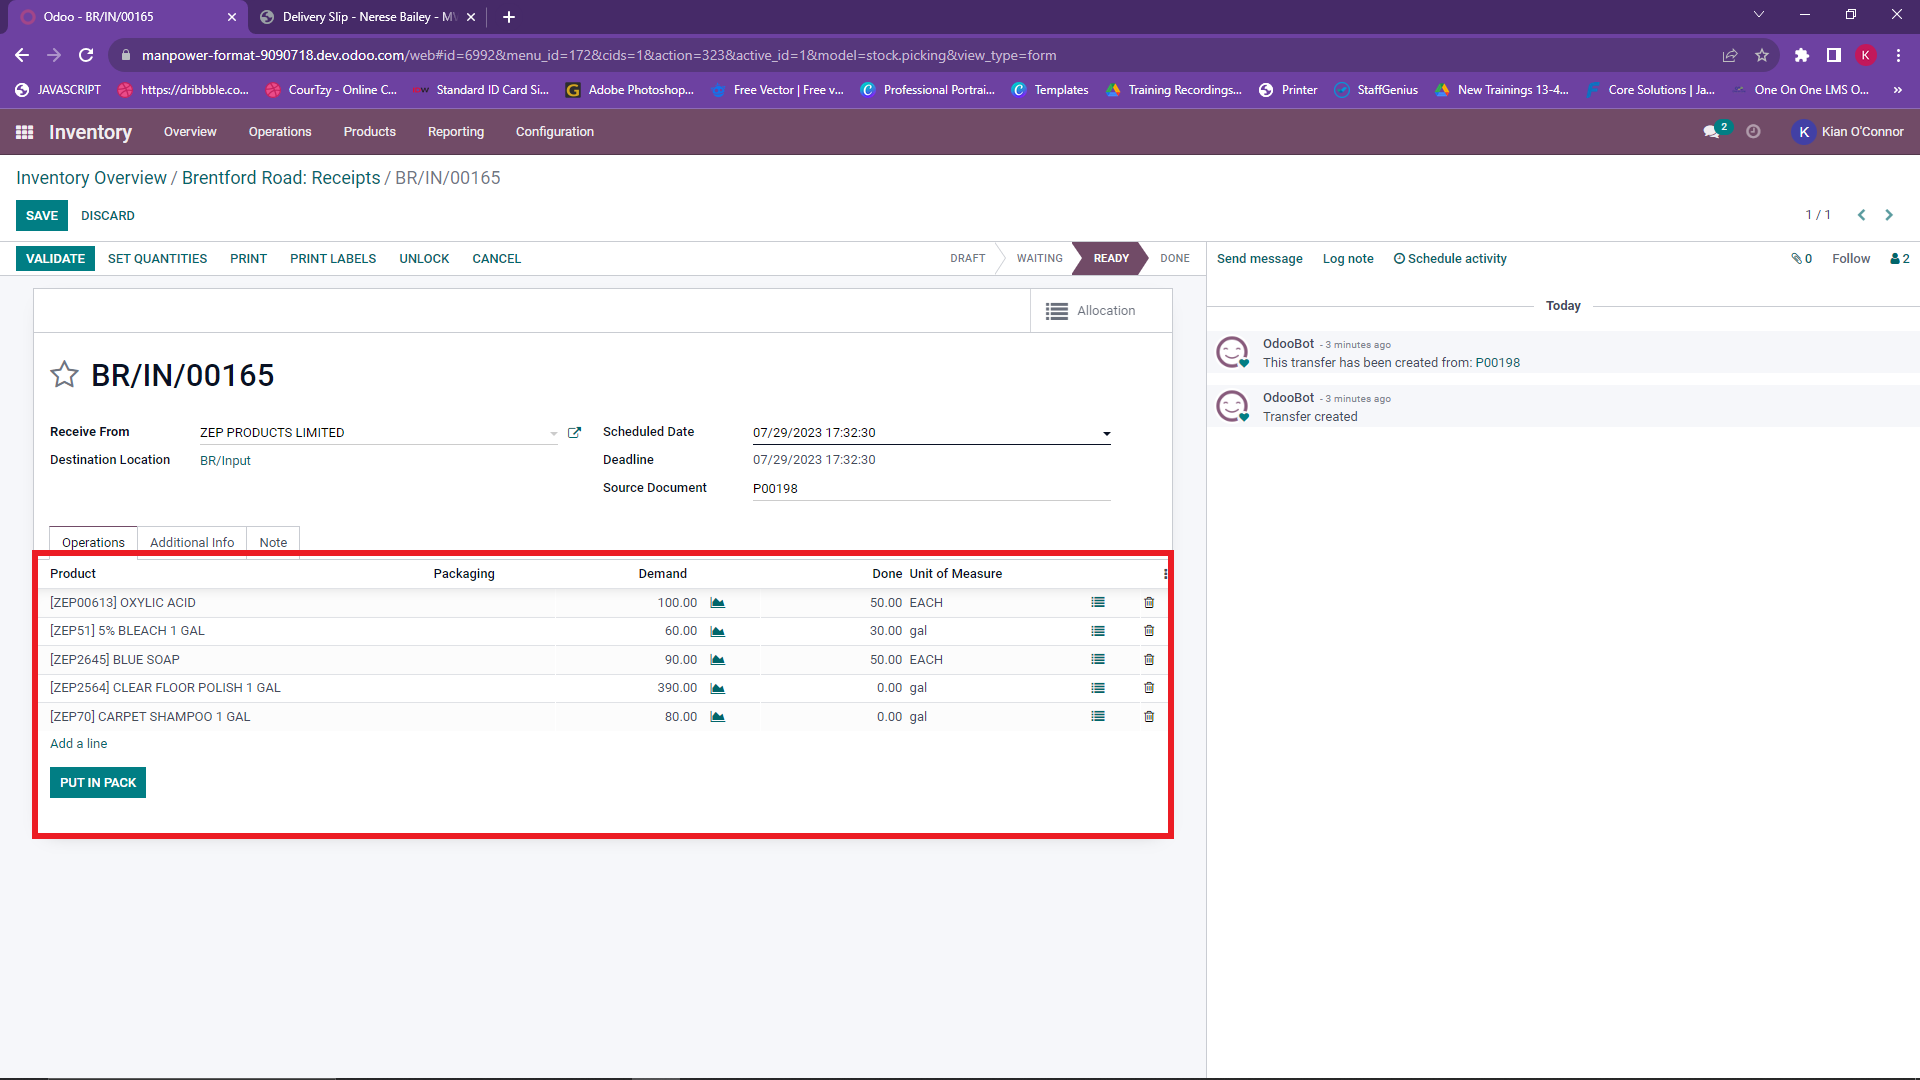 Odoo - BR/IN/00165
Delivery Slip - Nerese Bailey - M
manpower-format-9090718.dev.odoo.com/web#id=6992&menu_id=172&cids=1&action=323&active_id=1&model=stock.picking&view_type=form
K
JAVASCRIPT https://dribbble.co... CourTzy - Online C... Standard ID Card Si... Adobe Photoshop... Free Vector | Free v... Professional Portrai... Templates Training Recordings... Printer StaffGenius New Trainings 13-4... Core Solutions | Ja... One On One LMS O... »
Inventory Overview Operations Products Reporting Configuration 2 K Kian O'Connor
Inventory Overview / Brentford Road: Receipts / BR/IN/00165
SAVE DISCARD 1 / 1
VALIDATE SET QUANTITIES PRINT PRINT LABELS UNLOCK CANCEL DRAFT WAITING READY DONE
Send message Log note Schedule activity 0 Follow 2
Allocation
Today
OdooBot - 3 minutes ago
This transfer has been created from: P00198
OdooBot - 3 minutes ago
Transfer created
BR/IN/00165
Receive From ZEP PRODUCTS LIMITED Scheduled Date 07/29/2023 17:32:30
Destination Location BR/Input Deadline 07/29/2023 17:32:30
Source Document P00198
Operations Additional Info Note
Product Packaging Demand Done Unit of Measure
[ZEP00613] OXYLIC ACID 100.00 50.00 EACH
[ZEP51] 5% BLEACH 1 GAL 60.00 30.00 gal
[ZEP2645] BLUE SOAP 90.00 50.00 EACH
[ZEP2564] CLEAR FLOOR POLISH 1 GAL 390.00 0.00 gal
[ZEP70] CARPET SHAMPOO 1 GAL 80.00 0.00 gal
Add a line
PUT IN PACK